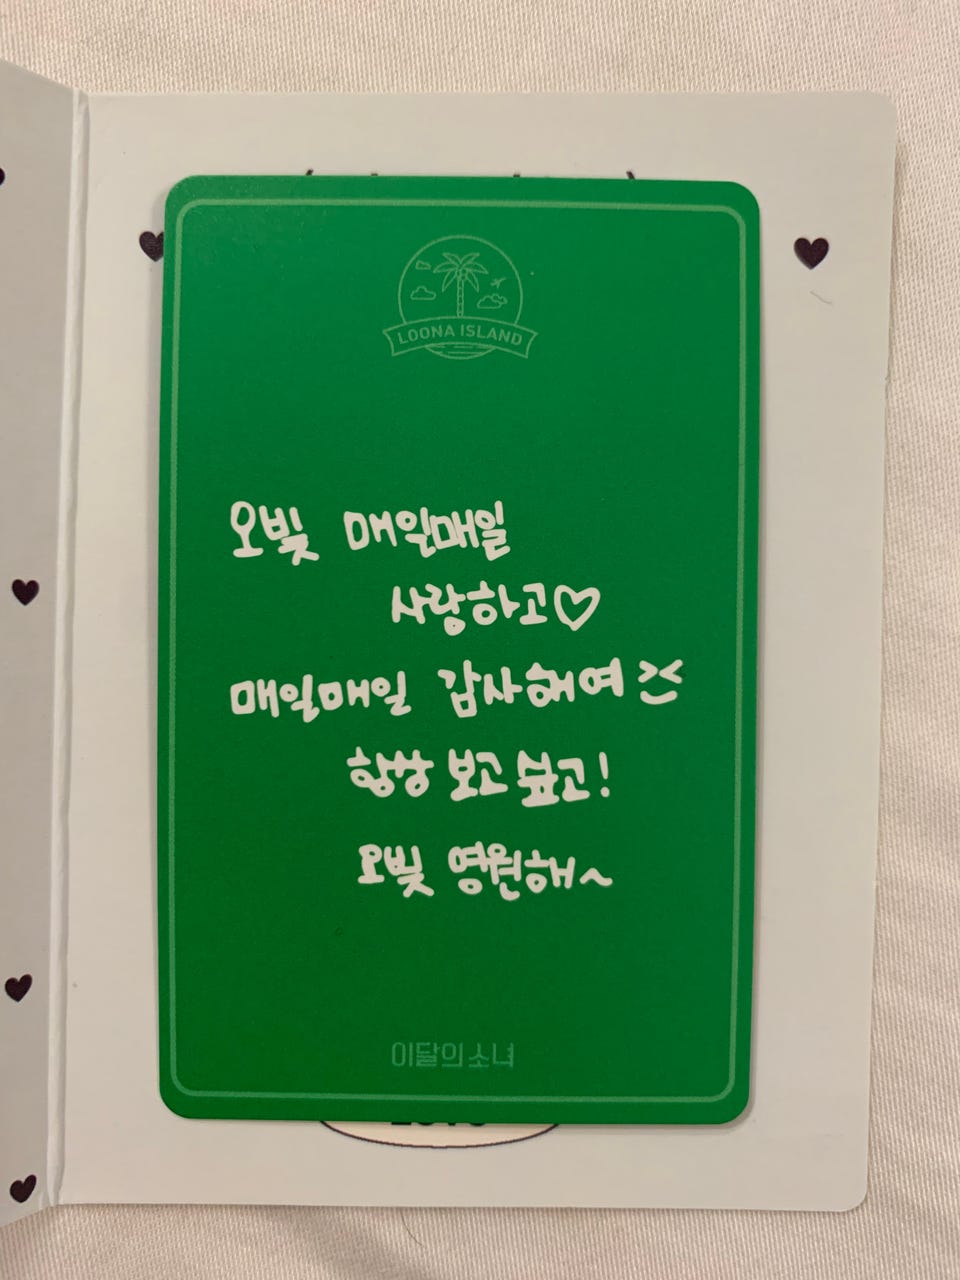 LOONA ISLAND
오빛 매일매일
사랑하고♡
매일매일 감사해여
항상 보고 싶고!
오빛 영원해~
이달의 소녀